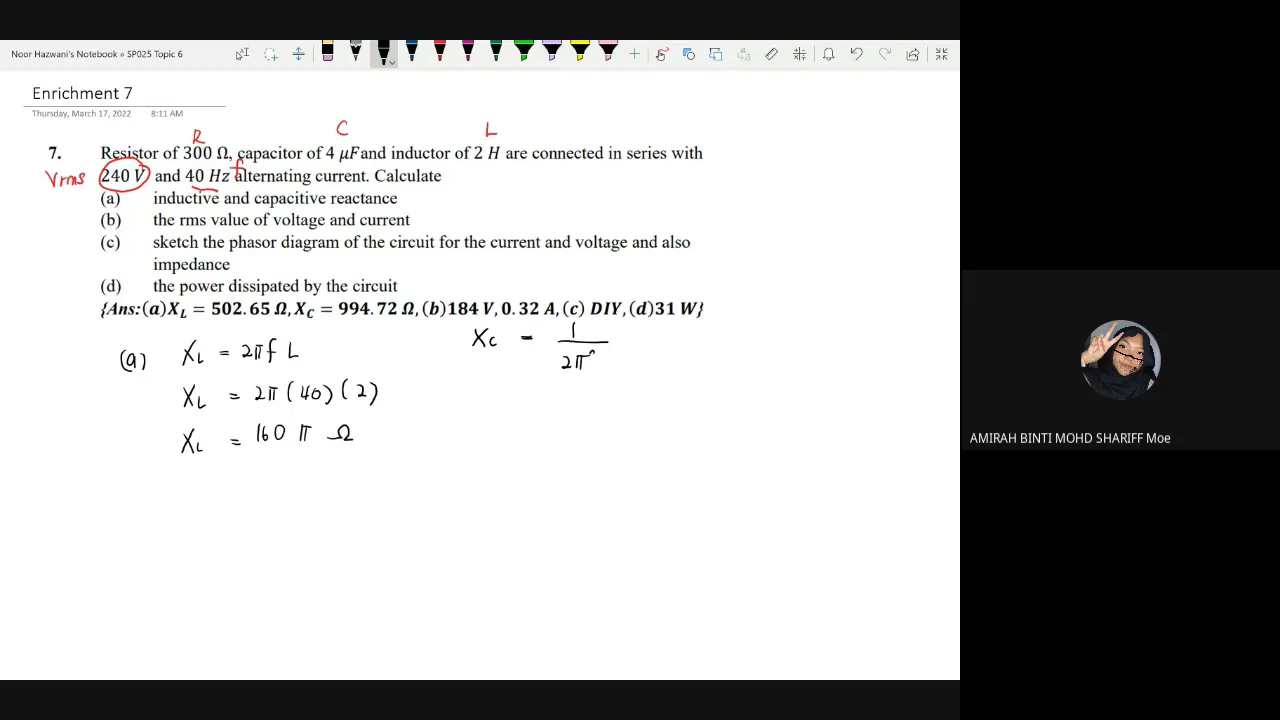 Noor Hazwani's Notebook » SP025 Topic 6
Enrichment 7
Thursday, March 17, 2022 8:11 AM
R C L
7. Resistor of 300 Ω, capacitor of 4 μF and inductor of 2 H are connected in series with
Vrms 240 V and 40 Hz f alternating current. Calculate
(a) inductive and capacitive reactance
(b) the rms value of voltage and current
(c) sketch the phasor diagram of the circuit for the current and voltage and also
impedance
(d) the power dissipated by the circuit
{Ans:(a)X_L = 502.65 Ω, X_C = 994.72 Ω, (b)184 V, 0.32 A, (c) DIY, (d)31 W}
(a) X_L = 2πf L
X_L = 2π(40)(2)
X_L = 160 π Ω
X_C = 1/2π
AMIRAH BINTI MOHD SHARIFF Moe